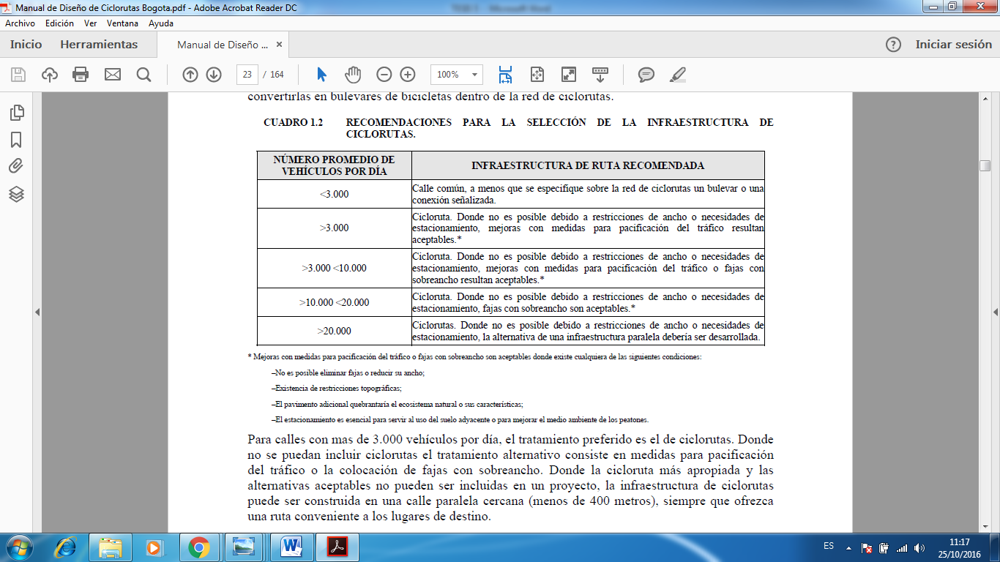 Manual de Diseño de Ciclorutas Bogota.pdf - Adobe Acrobat Reader DC
Archivo Edición Ver Ventana Ayuda
Inicio Herramientas Manual de Diseño ... × Iniciar sesión
23 / 164 100%
convertirlas en bulevares de bicicletas dentro de la red de ciclorutas.
CUADRO 1.2 RECOMENDACIONES PARA LA SELECCIÓN DE LA INFRAESTRUCTURA DE
CICLORUTAS.
NÚMERO PROMEDIO DE
VEHÍCULOS POR DÍA
INFRAESTRUCTURA DE RUTA RECOMENDADA
<3.000
Calle común, a menos que se especifique sobre la red de ciclorutas un bulevar o una
conexión señalizada.
>3.000
Cicloruta. Donde no es posible debido a restricciones de ancho o necesidades de
estacionamiento, mejoras con medidas para pacificación del tráfico resultan
aceptables.*
>3.000 <10.000
Cicloruta. Donde no es posible debido a restricciones de ancho o necesidades de
estacionamiento, mejoras con medidas para pacificación del tráfico o fajas con
sobreancho resultan aceptables.*
>10.000 <20.000
Cicloruta. Donde no es posible debido a restricciones de ancho o necesidades de
estacionamiento, fajas con sobreancho son aceptables.*
>20.000
Ciclorutas. Donde no es posible debido a restricciones de ancho o necesidades de
estacionamiento, la alternativa de una infraestructura paralela debería ser desarrollada.
* Mejoras con medidas para pacificación del tráfico o fajas con sobreancho son aceptables donde existe cualquiera de las siguientes condiciones:
–No es posible eliminar fajas o reducir su ancho;
–Existencia de restricciones topográficas;
–El pavimento adicional quebrantaría el ecosistema natural o sus características;
–El estacionamiento es esencial para servir al uso del suelo adyacente o para mejorar el medio ambiente de los peatones.
Para calles con mas de 3.000 vehículos por día, el tratamiento preferido es el de ciclorutas. Donde
no se puedan incluir ciclorutas el tratamiento alternativo consiste en medidas para pacificación
del tráfico o la colocación de fajas con sobreancho. Donde la cicloruta más apropiada y las
alternativas aceptables no pueden ser incluidas en un proyecto, la infraestructura de ciclorutas
puede ser construida en una calle paralela cercana (menos de 400 metros), siempre que ofrezca
una ruta conveniente a los lugares de destino.
ES
11:17
25/10/2016